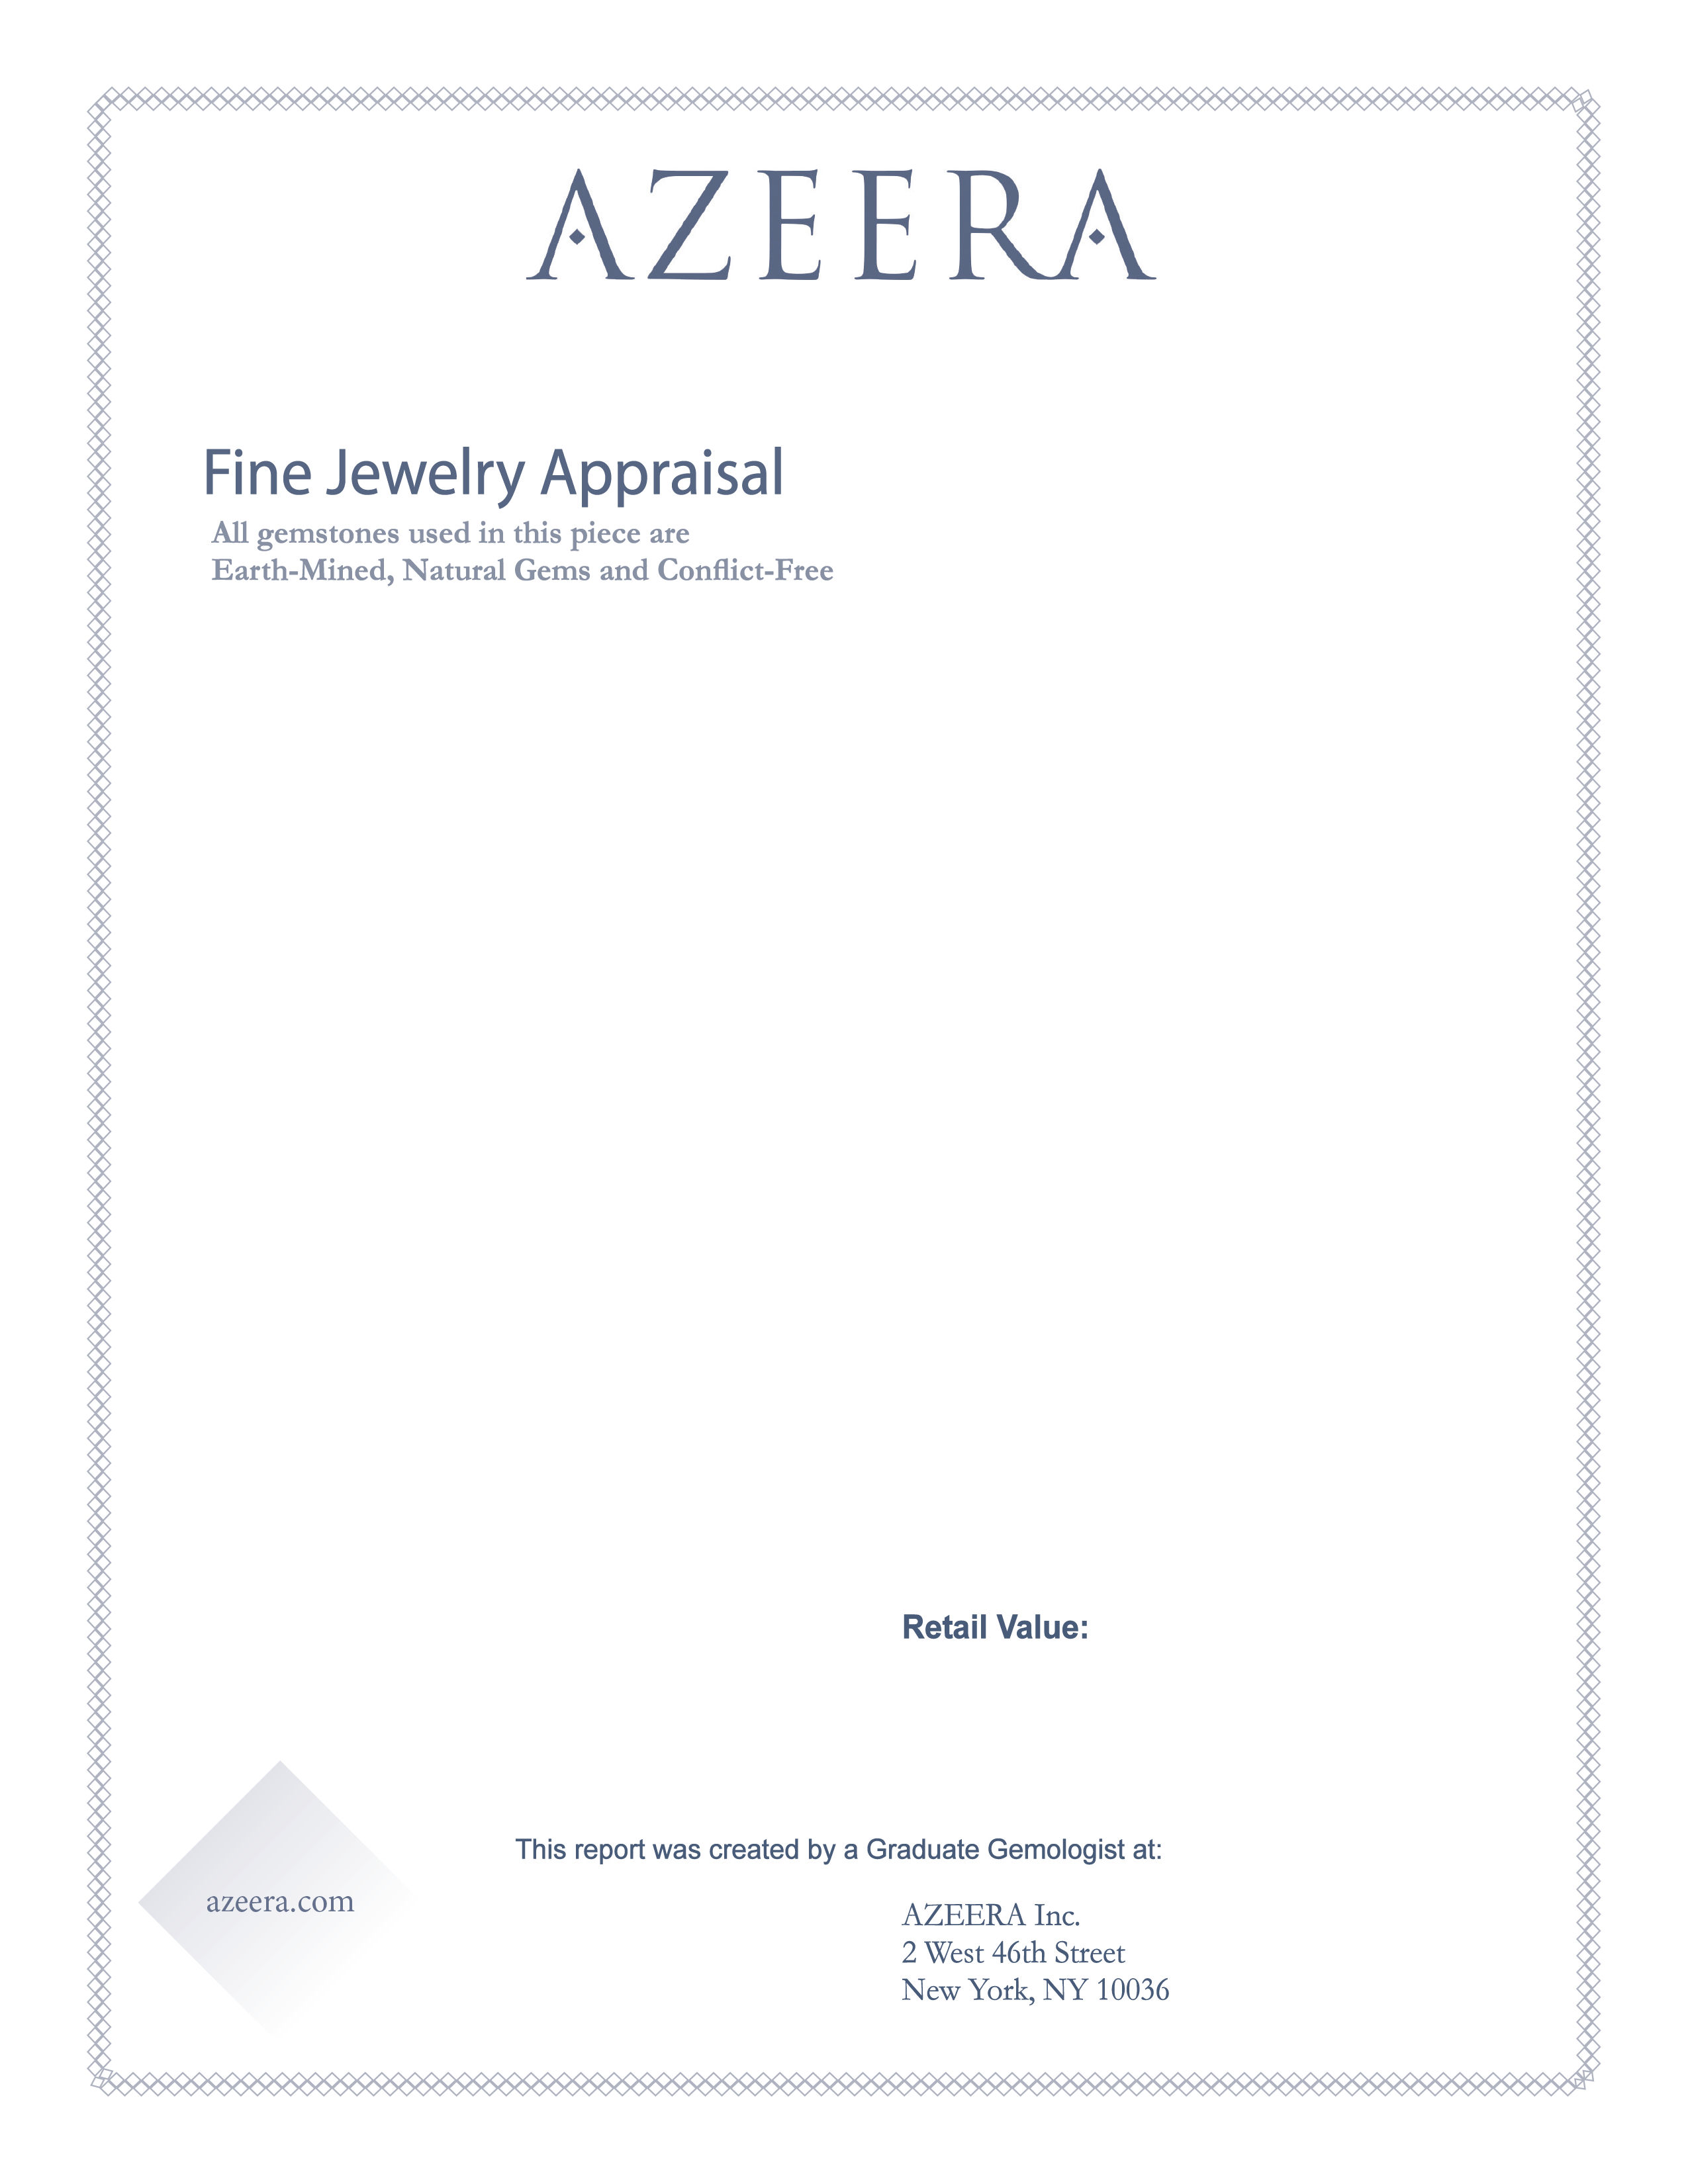 AZEERA
Fine Jewelry Appraisal
All gemstones used in this piece are
Earth-Mined, Natural Gems and Conflict-Free
Retail Value:
This report was created by a Graduate Gemologist at:
azeera.com
AZEERA Inc.
2 West 46th Street
New York, NY 10036